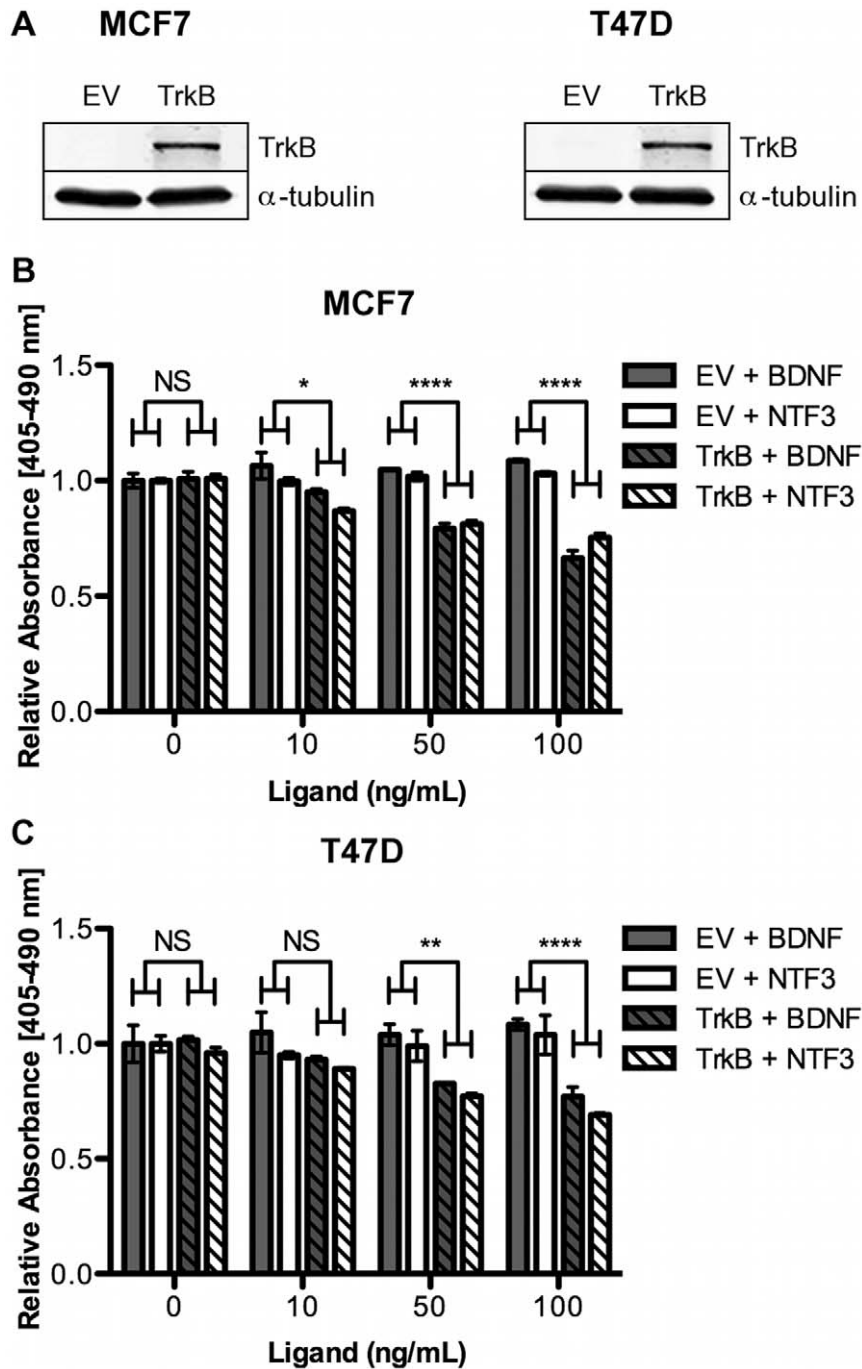 A MCF7 T47D
EV TrkB EV TrkB
TrkB TrkB
α-tubulin α-tubulin
B
MCF7
Relative Absorbance [405-490 nm]
1.5
1.0
0.5
0.0
NS * **** ****
EV + BDNF
EV + NTF3
TrkB + BDNF
TrkB + NTF3
0 10 50 100
Ligand (ng/mL)
C
T47D
Relative Absorbance [405-490 nm]
1.5
1.0
0.5
0.0
NS NS ** ****
EV + BDNF
EV + NTF3
TrkB + BDNF
TrkB + NTF3
0 10 50 100
Ligand (ng/mL)